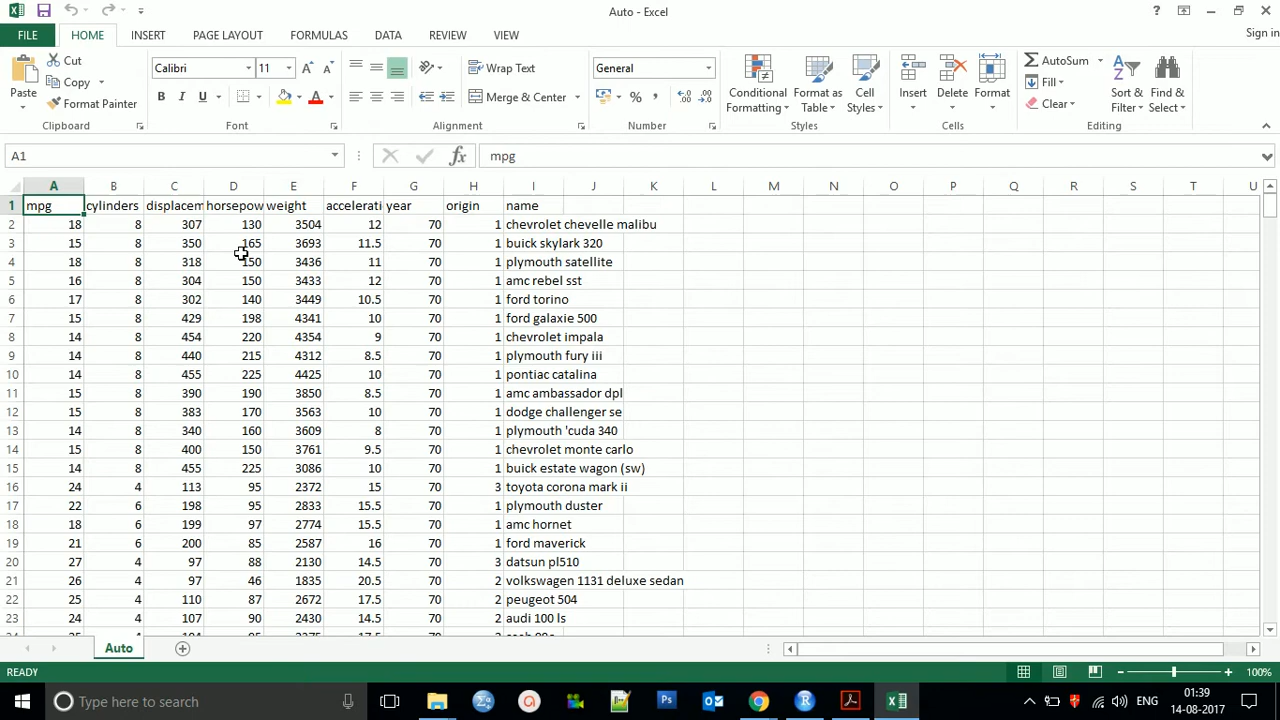 Auto - Excel
?
FILE HOME INSERT PAGE LAYOUT FORMULAS DATA REVIEW VIEW Sign in
Paste Cut Copy Format Painter Clipboard
Calibri 11 A A B I U A Font
Wrap Text Merge & Center Alignment
General % , Number
Conditional Formatting Format as Table Cell Styles Styles
Insert Delete Format Cells
AutoSum Fill Clear Sort & Filter Find & Select Editing
A1 fx mpg
A B C D E F G H I J K L M N O P Q R S T U
1 mpg cylinders displacem horsepow weight accelerati year origin name
2 18 8 307 130 3504 12 70 1 chevrolet chevelle malibu
3 15 8 350 165 3693 11.5 70 1 buick skylark 320
4 18 8 318 150 3436 11 70 1 plymouth satellite
5 16 8 304 150 3433 12 70 1 amc rebel sst
6 17 8 302 140 3449 10.5 70 1 ford torino
7 15 8 429 198 4341 10 70 1 ford galaxie 500
8 14 8 454 220 4354 9 70 1 chevrolet impala
9 14 8 440 215 4312 8.5 70 1 plymouth fury iii
10 14 8 455 225 4425 10 70 1 pontiac catalina
11 15 8 390 190 3850 8.5 70 1 amc ambassador dpl
12 15 8 383 170 3563 10 70 1 dodge challenger se
13 14 8 340 160 3609 8 70 1 plymouth 'cuda 340
14 15 8 400 150 3761 9.5 70 1 chevrolet monte carlo
15 14 8 455 225 3086 10 70 1 buick estate wagon (sw)
16 24 4 113 95 2372 15 70 3 toyota corona mark ii
17 22 6 198 95 2833 15.5 70 1 plymouth duster
18 18 6 199 97 2774 15.5 70 1 amc hornet
19 21 6 200 85 2587 16 70 1 ford maverick
20 27 4 97 88 2130 14.5 70 3 datsun pl510
21 26 4 97 46 1835 20.5 70 2 volkswagen 1131 deluxe sedan
22 25 4 110 87 2672 17.5 70 2 peugeot 504
23 24 4 107 90 2430 14.5 70 2 audi 100 ls
Auto
READY 100%
Type here to search ENG 01:39
14-08-2017